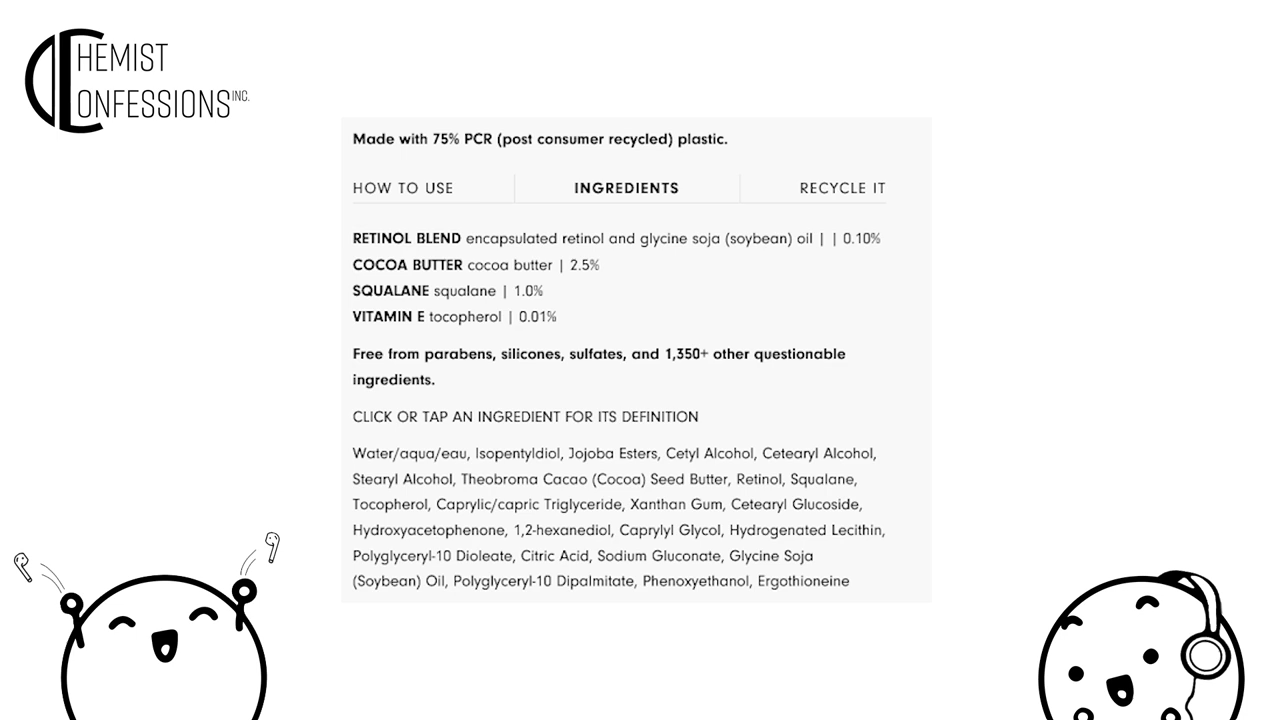 CHEMIST
CONFESSIONS INC.
Made with 75% PCR (post consumer recycled) plastic.
HOW TO USE
INGREDIENTS
RECYCLE IT
RETINOL BLEND encapsulated retinol and glycine soja (soybean) oil | | 0.10%
COCOA BUTTER cocoa butter | 2.5%
SQUALANE squalane | 1.0%
VITAMIN E tocopherol | 0.01%
Free from parabens, silicones, sulfates, and 1,350+ other questionable
ingredients.
CLICK OR TAP AN INGREDIENT FOR ITS DEFINITION
Water/aqua/eau, Isopentyldiol, Jojoba Esters, Cetyl Alcohol, Cetearyl Alcohol,
Stearyl Alcohol, Theobroma Cacao (Cocoa) Seed Butter, Retinol, Squalane,
Tocopherol, Caprylic/capric Triglyceride, Xanthan Gum, Cetearyl Glucoside,
Hydroxyacetophenone, 1,2-hexanediol, Caprylyl Glycol, Hydrogenated Lecithin,
Polyglyceryl-10 Dioleate, Citric Acid, Sodium Gluconate, Glycine Soja
(Soybean) Oil, Polyglyceryl-10 Dipalmitate, Phenoxyethanol, Ergothioneine